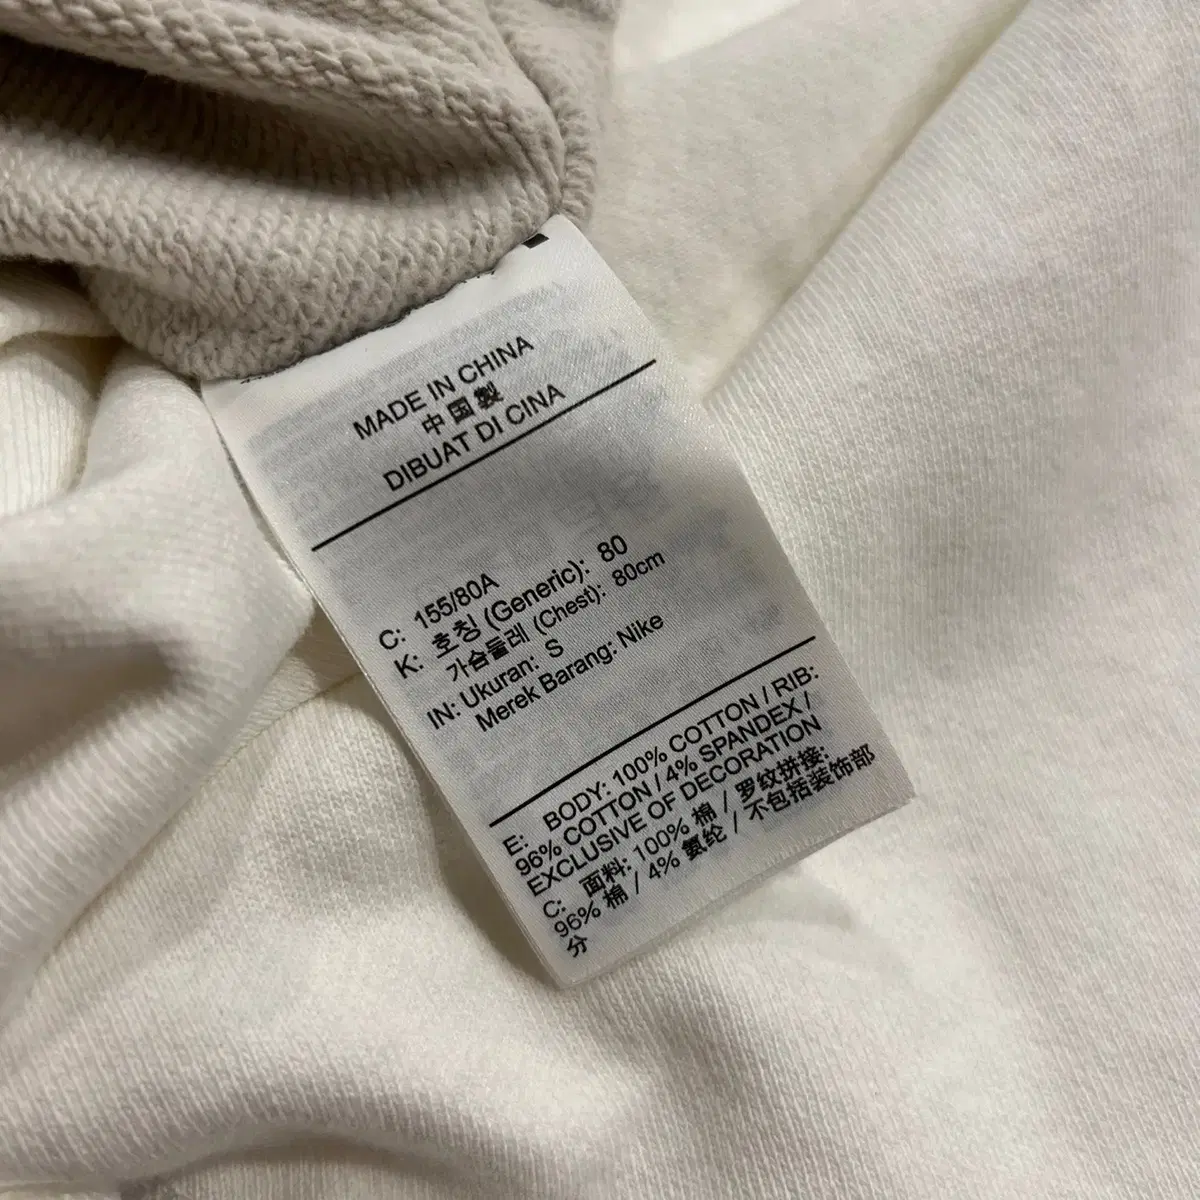 MADE IN CHINA
中国製
DIBUAT DI CINA
C: 155/80A
K: 호칭 (Generic): 80
가슴둘레 (Chest): 80cm
IN: Ukuran: S
Merek Barang: Nike
E: BODY: 100% COTTON / RIB:
96% COTTON / 4% SPANDEX /
EXCLUSIVE OF DECORATION
C: 面料: 100% 棉 / 罗纹拼接:
96% 棉 / 4% 氨纶 / 不包括装饰部
分